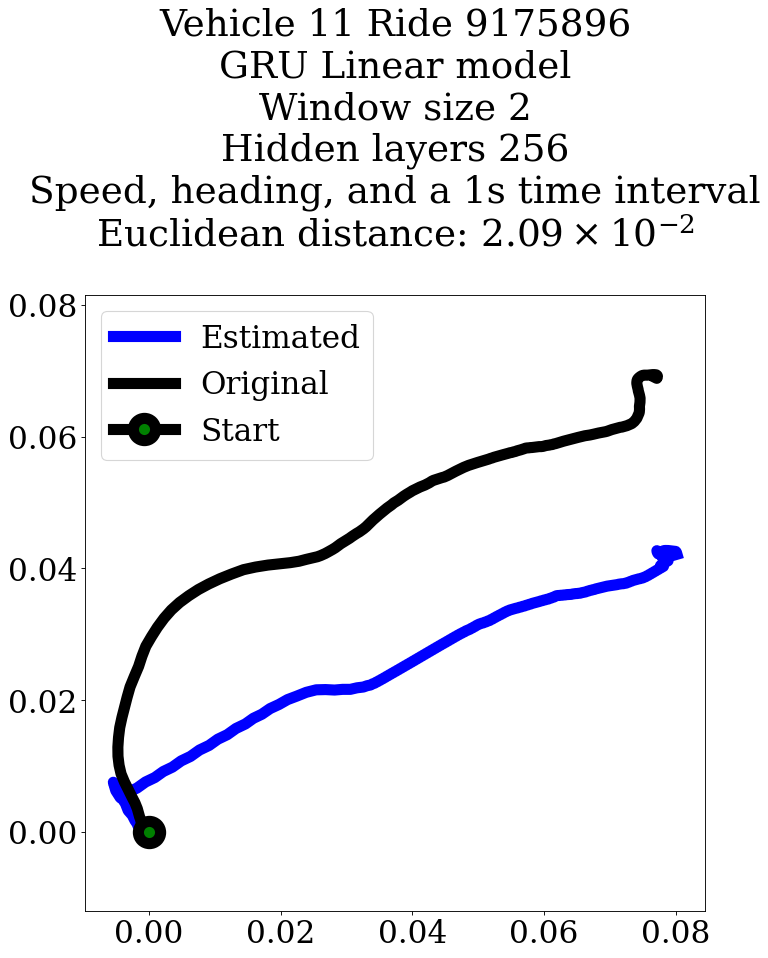 Vehicle 11 Ride 9175896
GRU Linear model
Window size 2
Hidden layers 256
Speed, heading, and a 1s time interval
Euclidean distance: 2.09 × 10⁻²
0.08
Estimated
Original
Start
0.06
0.04
0.02
0.00
0.00 0.02 0.04 0.06 0.08